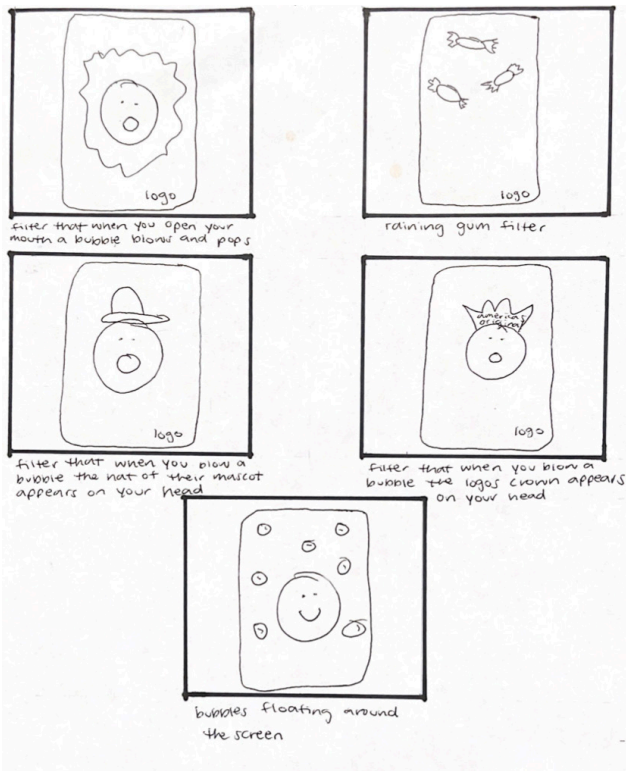 logo
filter that when you open your
mouth a bubble blows and pops
logo
raining gum filter
logo
filter that when you blow a
bubble the hat of their mascot
appears on your head
america's
original
logo
filter that when you blow a
bubble the logos crown appears
on your head
bubbles floating around
the screen